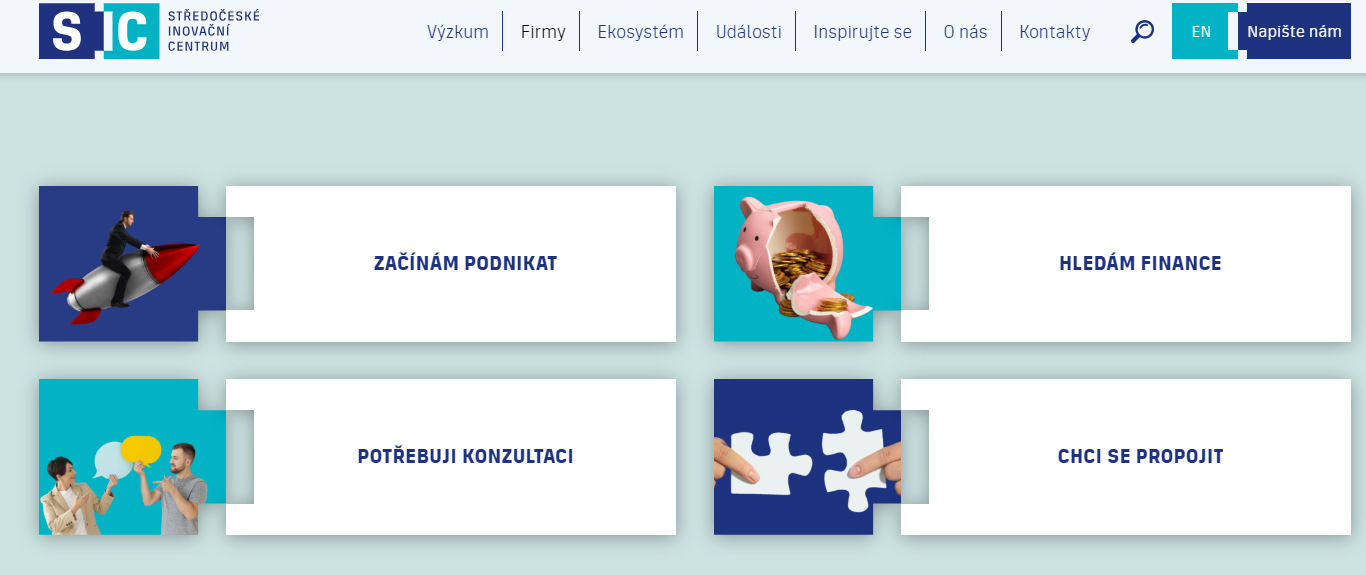 SIC
STŘEDOČESKÉ
INOVAČNÍ
CENTRUM
Výzkum
Firmy
Ekosystém
Události
Inspirujte se
O nás
Kontakty
EN
Napište nám
ZAČÍNÁM PODNIKAT
HLEDÁM FINANCE
POTŘEBUJI KONZULTACI
CHCI SE PROPOJIT